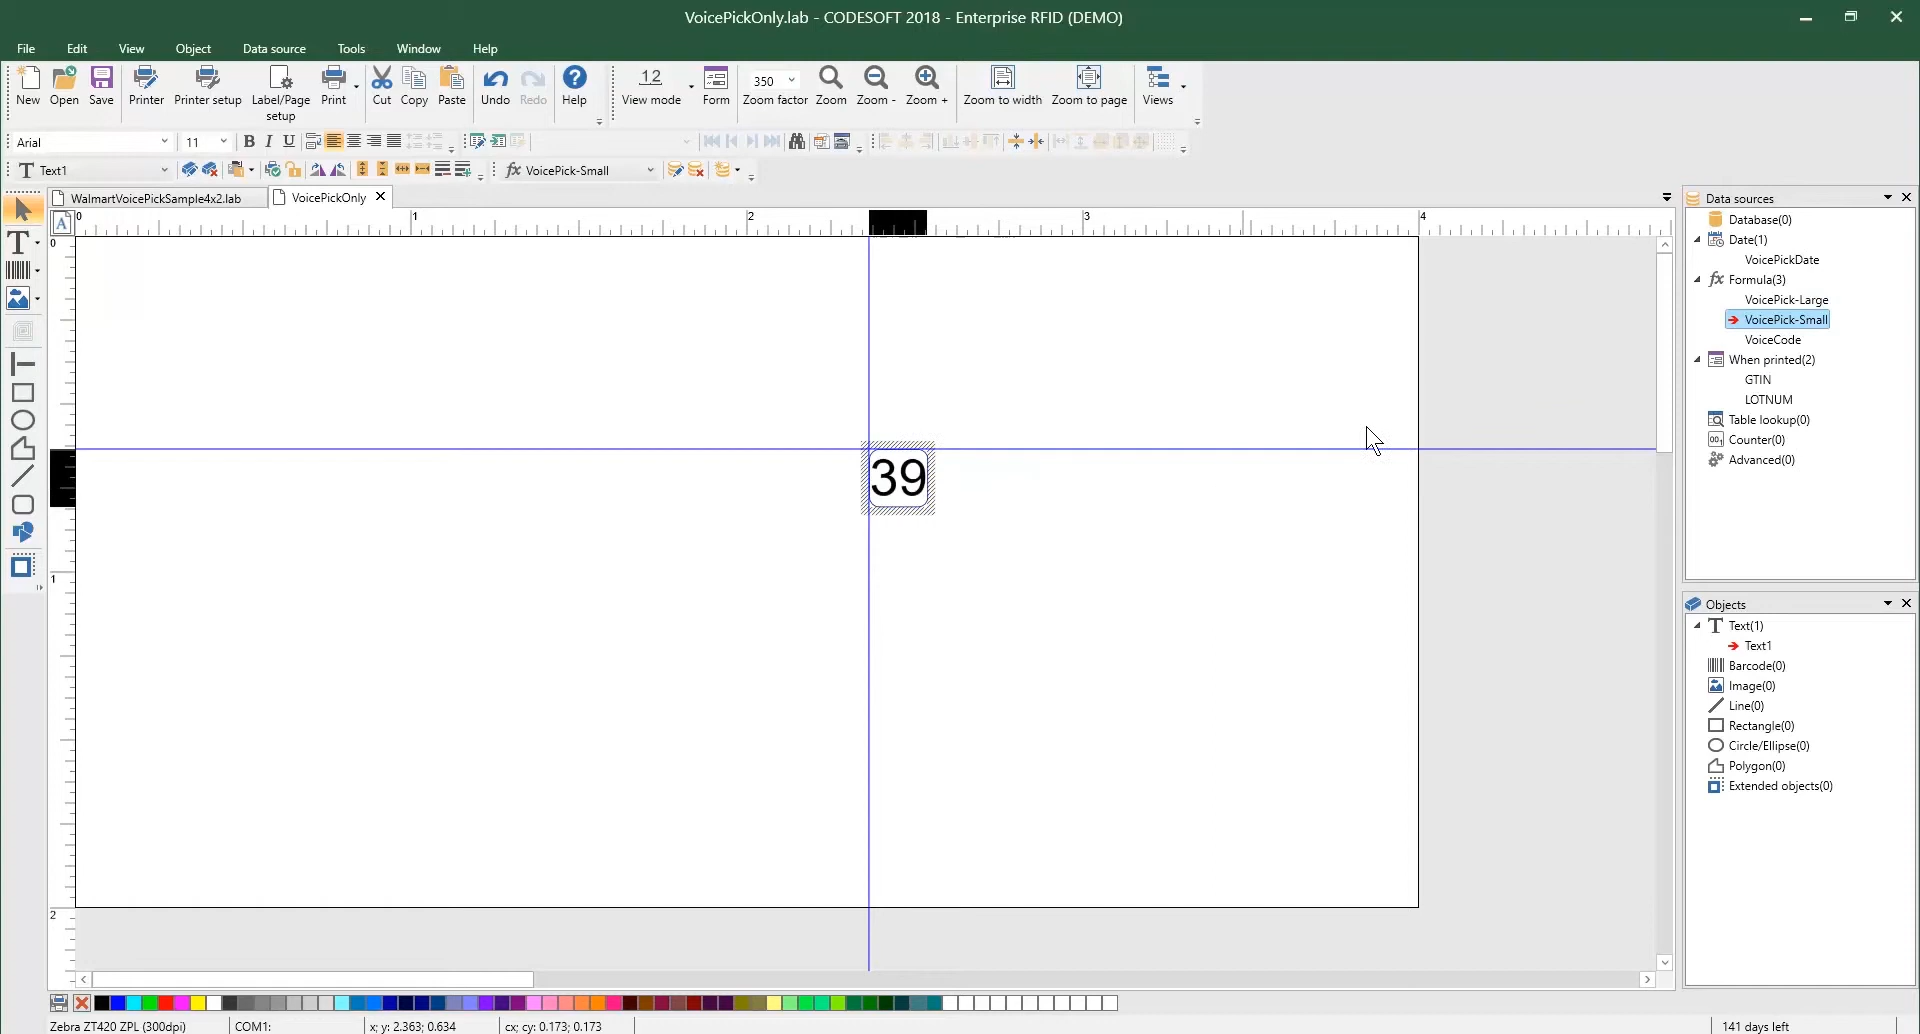 VoicePickOnly.lab - CODESOFT 2018 - Enterprise RFID (DEMO)
File Edit View Object Data source Tools Window Help
12 350
New Open Save Printer Printer setup Label/Page setup Print Cut Copy Paste Undo Redo Help View mode Form Zoom factor Zoom Zoom - Zoom + Zoom to width Zoom to page Views
Arial 11 B I U
Text1 fx VoicePick-Small
WalmartVoicePickSample4x2.lab VoicePickOnly
A 0 1 2 3 4
0
1
2
39
Data sources
Database(0)
Date(1)
VoicePickDate
fx Formula(3)
VoicePick-Large
VoicePick-Small
VoiceCode
When printed(2)
GTIN
LOTNUM
Table lookup(0)
Counter(0)
Advanced(0)
Objects
Text(1)
Text1
Barcode(0)
Image(0)
Line(0)
Rectangle(0)
Circle/Ellipse(0)
Polygon(0)
Extended objects(0)
Zebra ZT420 ZPL (300dpi) COM1: x; y: 2.363; 0.634 cx; cy: 0.173; 0.173 141 days left